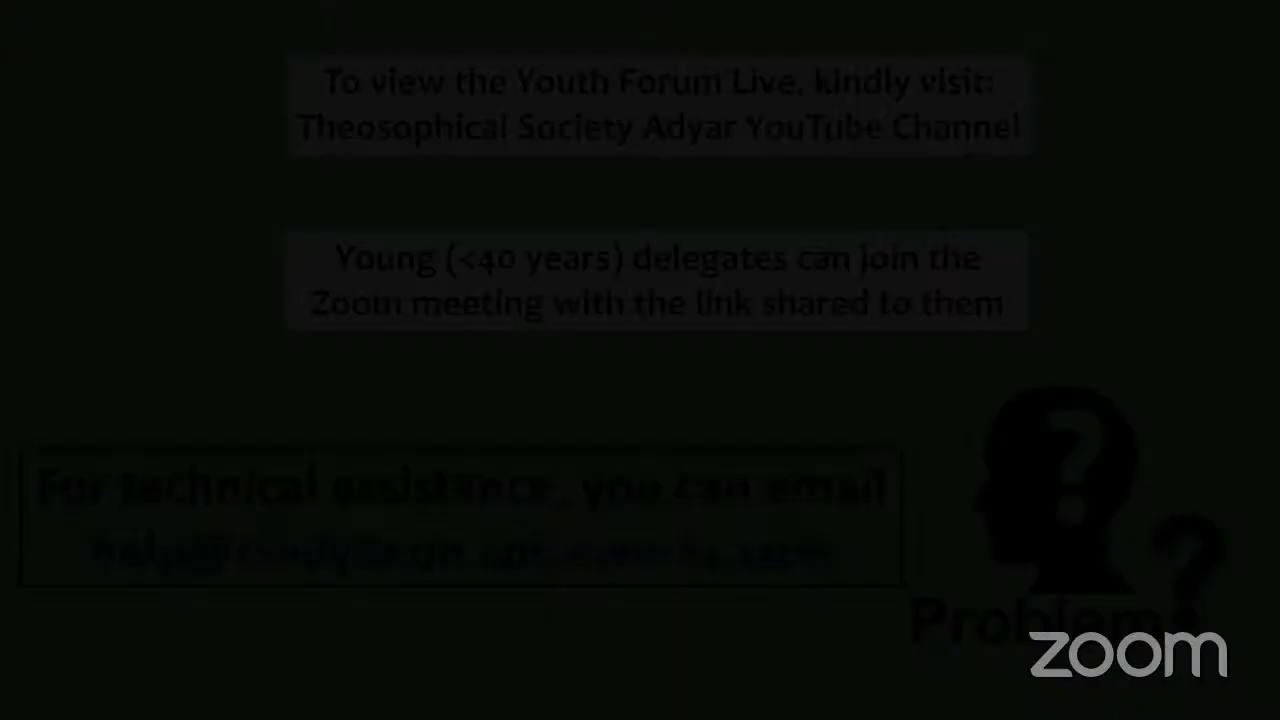 To view the Youth Forum Live, kindly visit:
Theosophical Society Adyar YouTube Channel
Young (<40 years) delegates can join the
Zoom meeting with the link shared to them
For technical assistance, you can email
Problems
zoom